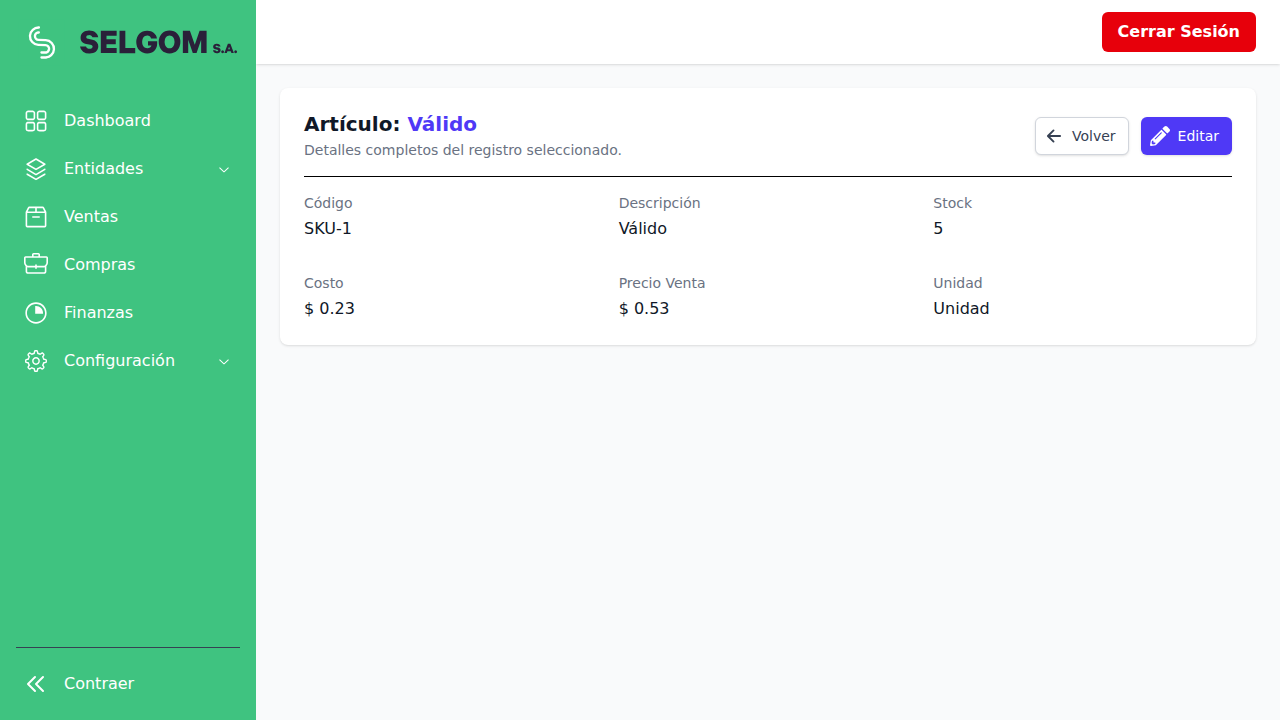 SELGOM S.A.
Cerrar Sesión
Dashboard
Entidades
Ventas
Compras
Finanzas
Configuración
Contraer
Artículo: Válido
Detalles completos del registro seleccionado.
Volver
Editar
Código
SKU-1
Descripción
Válido
Stock
5
Costo
$ 0.23
Precio Venta
$ 0.53
Unidad
Unidad